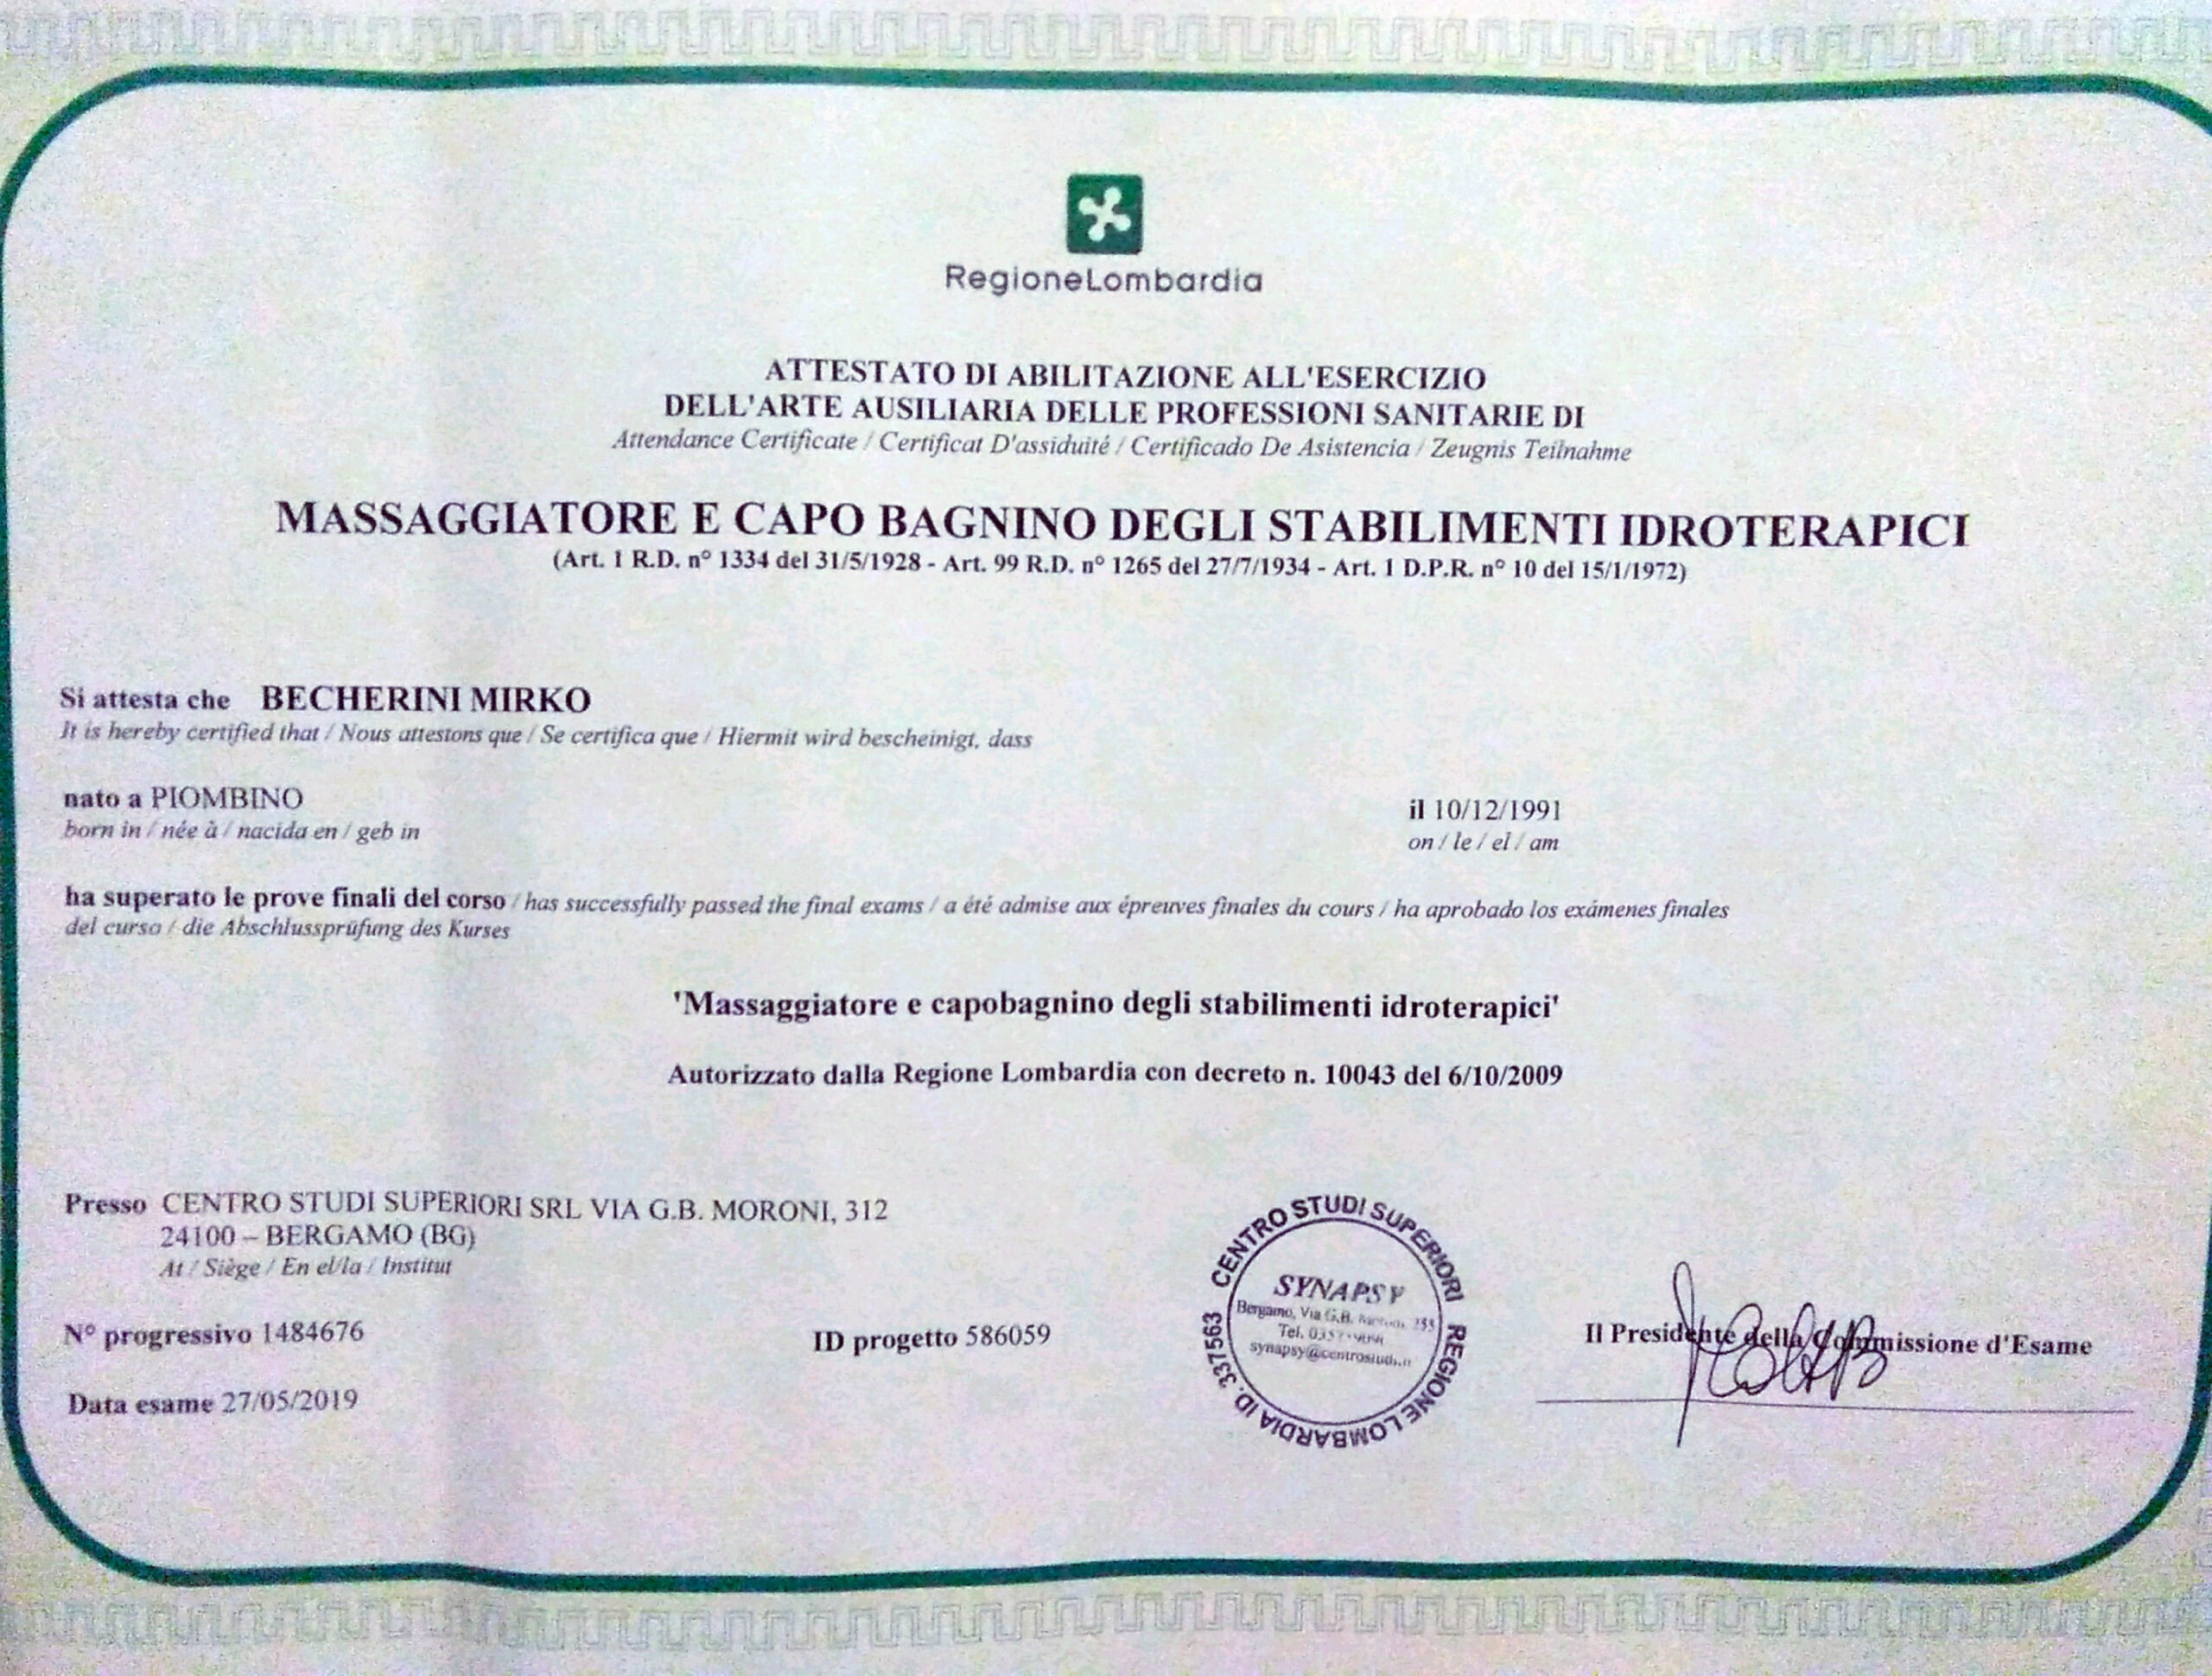 RegioneLombardia
ATTESTATO DI ABILITAZIONE ALL'ESERCIZIO
DELL'ARTE AUSILIARIA DELLE PROFESSIONI SANITARIE DI
Attendance Certificate / Certificat D'assiduité / Certificado De Asistencia / Zeugnis Teilnahme
MASSAGGIATORE E CAPO BAGNINO DEGLI STABILIMENTI IDROTERAPICI
(Art. 1 R.D. n° 1334 del 31/5/1928 - Art. 99 R.D. n° 1265 del 27/7/1934 - Art. 1 D.P.R. n° 10 del 15/1/1972)
Si attesta che BECHERINI MIRKO
It is hereby certified that / Nous attestons que / Se certifica que / Hiermit wird bescheinigt, dass
nato a PIOMBINO il 10/12/1991
born in / née à / nacida en / geb in on / le / el / am
ha superato le prove finali del corso / has successfully passed the final exams / a été admise aux épreuves finales du cours / ha aprobado los exámenes finales
del curso / die Abschlussprüfung des Kurses
'Massaggiatore e capobagnino degli stabilimenti idroterapici'
Autorizzato dalla Regione Lombardia con decreto n. 10043 del 6/10/2009
Presso CENTRO STUDI SUPERIORI SRL VIA G.B. MORONI, 312
24100 – BERGAMO (BG)
At / Siège / En el/la / Institut
N° progressivo 1484676 ID progetto 586059
Data esame 27/05/2019
CENTRO STUDI SUPERIORI REGIONE LOMBARDIA ID. 337563
SYNAPSY
Bergamo, Via G.B.
Tel.
Il Presidente della Commissione d'Esame